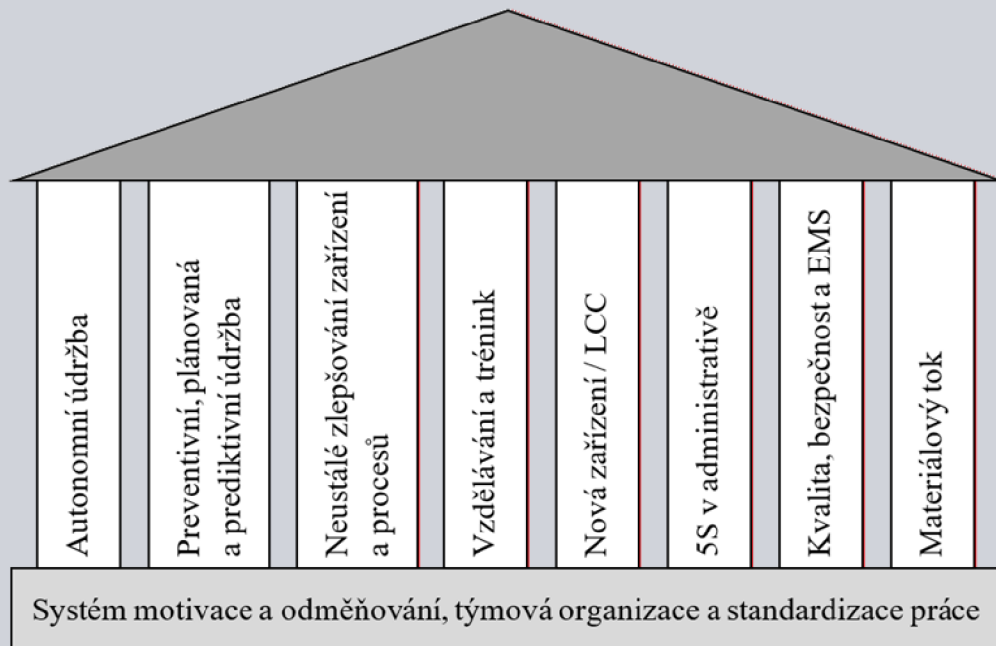 Autonomní údržba
Preventivní, plánovaná
a prediktivní údržba
Neustálé zlepšování zařízení
a procesů
Vzdělávání a trénink
Nová zařízení / LCC
5S v administrativě
Kvalita, bezpečnost a EMS
Materiálový tok
Systém motivace a odměňování, týmová organizace a standardizace práce